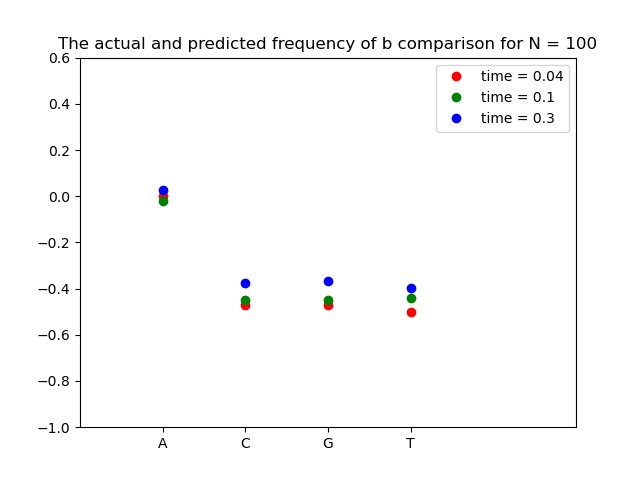 The actual and predicted frequency of b comparison for N = 100
time = 0.04
time = 0.1
time = 0.3
0.6
0.4
0.2
0.0
−0.2
−0.4
−0.6
−0.8
−1.0
A C G T